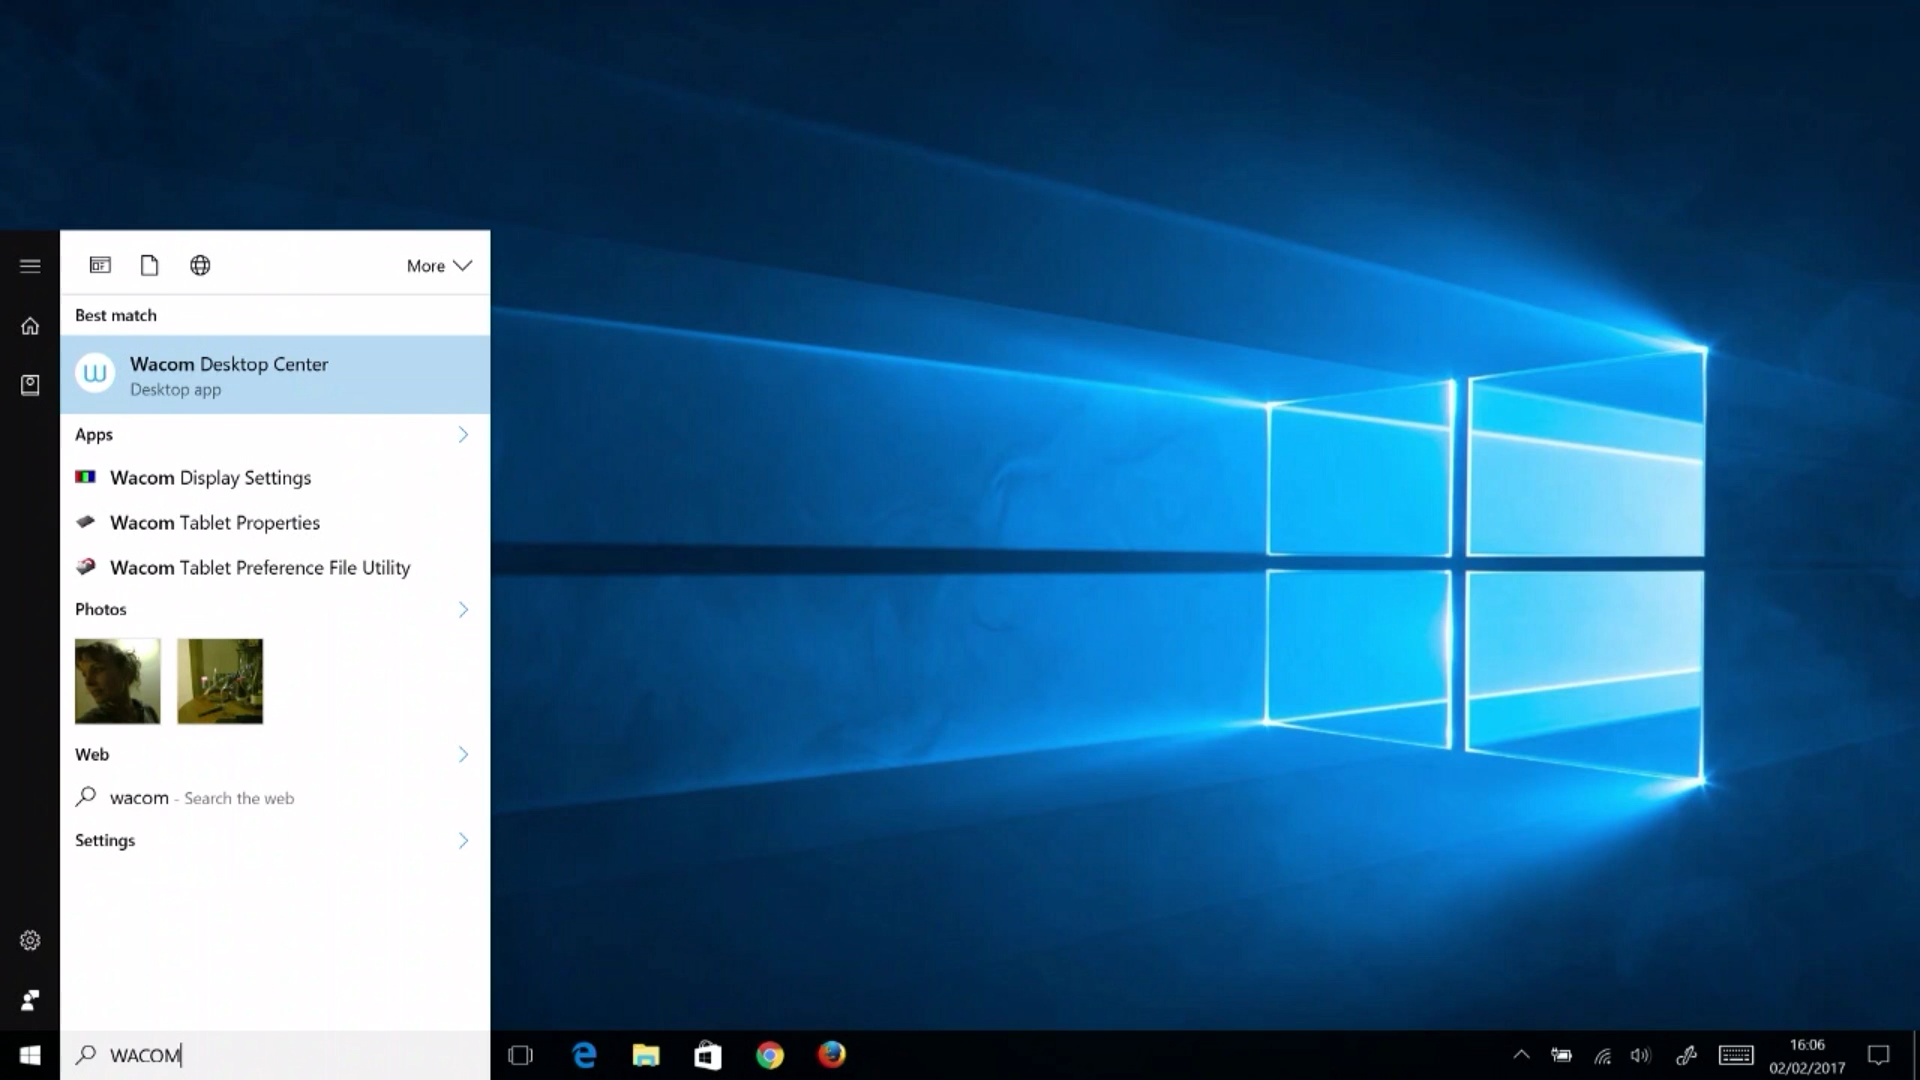 More
Best match
Wacom Desktop Center
Desktop app
Apps
Wacom Display Settings
Wacom Tablet Properties
Wacom Tablet Preference File Utility
Photos
Web
wacom - Search the web
Settings
WACOM
16:06
02/02/2017